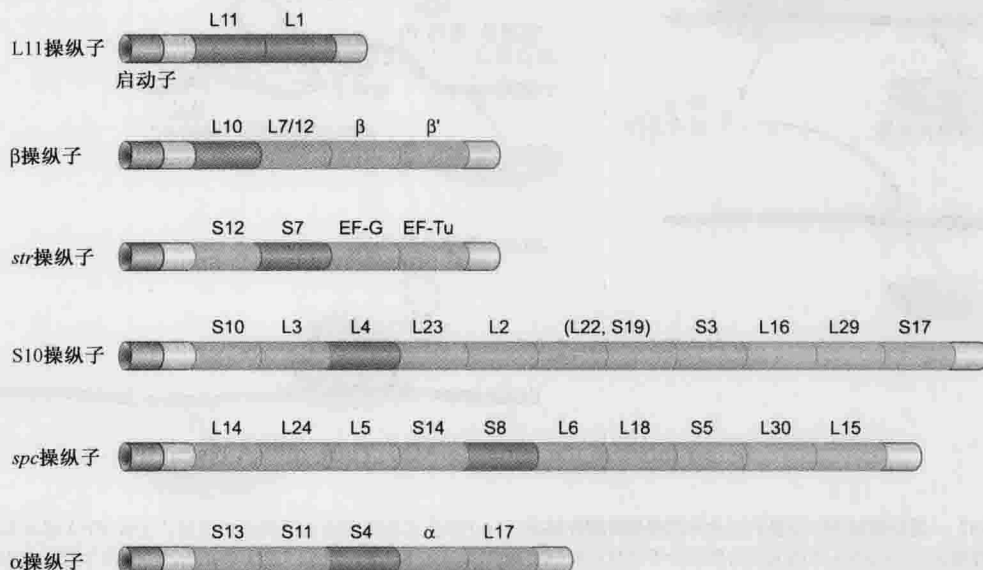 L11 L1
L11操纵子
启动子
L10 L7/12 β β'
β操纵子
S12 S7 EF-G EF-Tu
str操纵子
S10 L3 L4 L23 L2 (L22, S19) S3 L16 L29 S17
S10操纵子
L14 L24 L5 S14 S8 L6 L18 S5 L30 L15
spc操纵子
S13 S11 S4 α L17
α操纵子